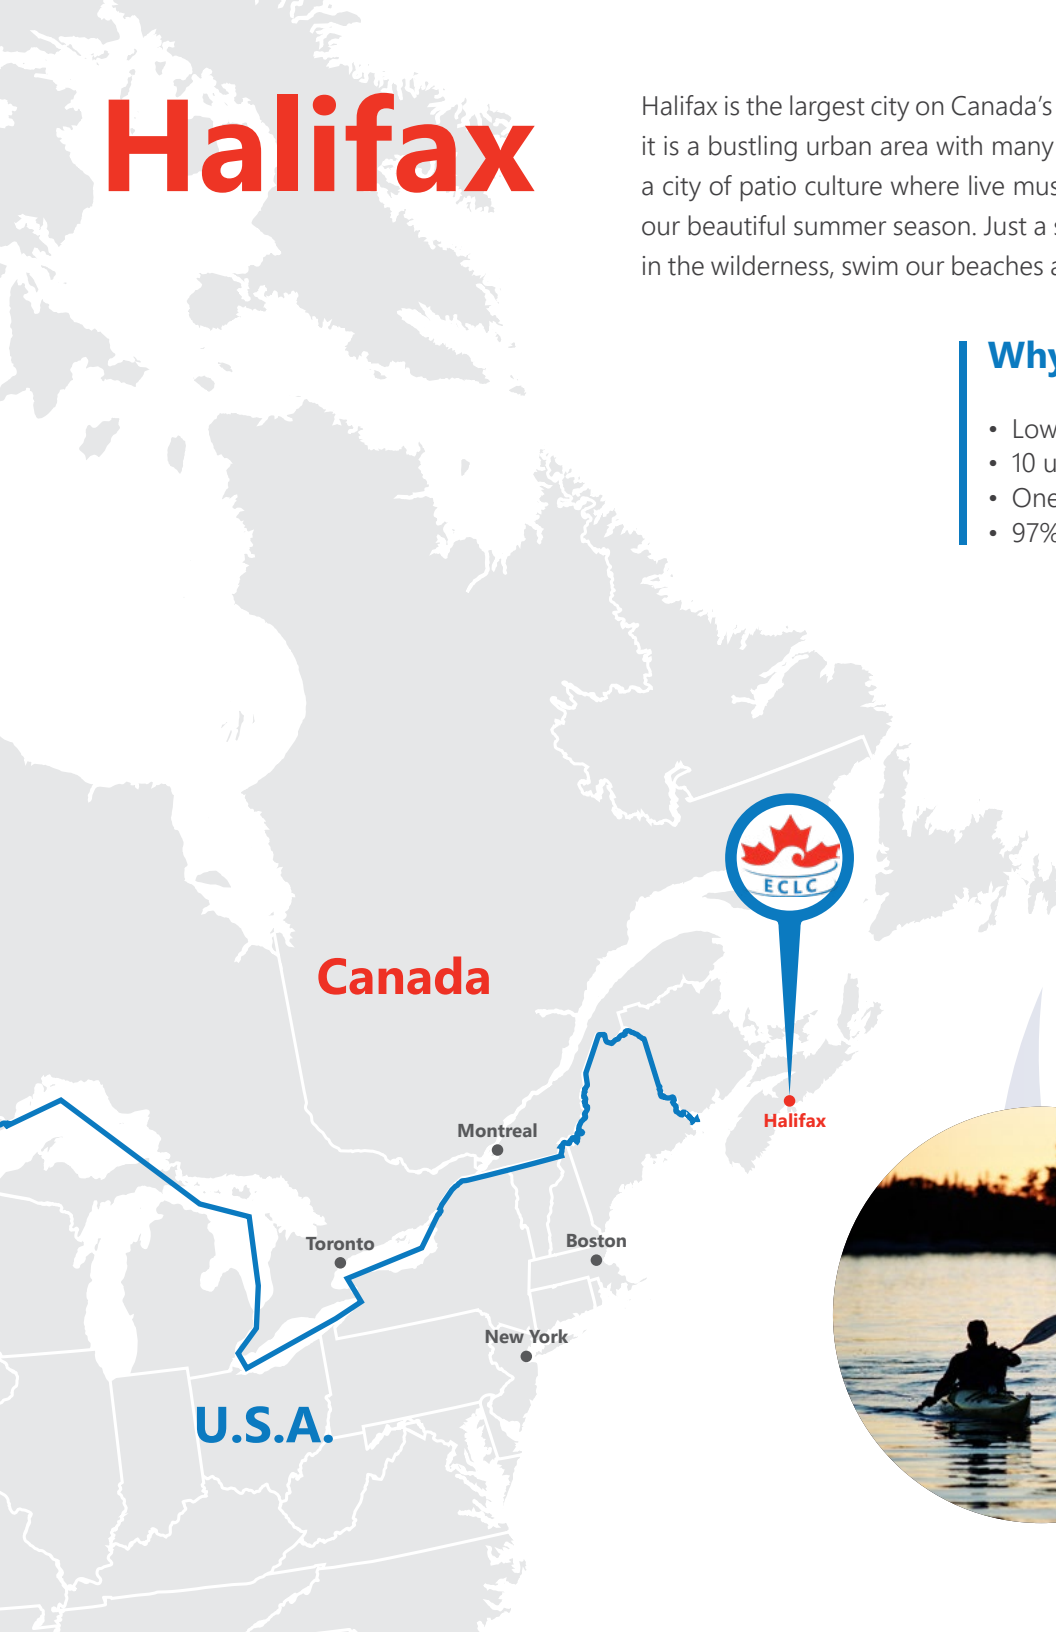 Halifax
Halifax is the largest city on Canada’s
it is a bustling urban area with many
a city of patio culture where live
our beautiful summer season. Just a
in the wilderness, swim our beaches
Why
• Low
• 10
• One
• 97%
ECLC
Canada
Halifax
Montreal
Toronto
Boston
New York
U.S.A.